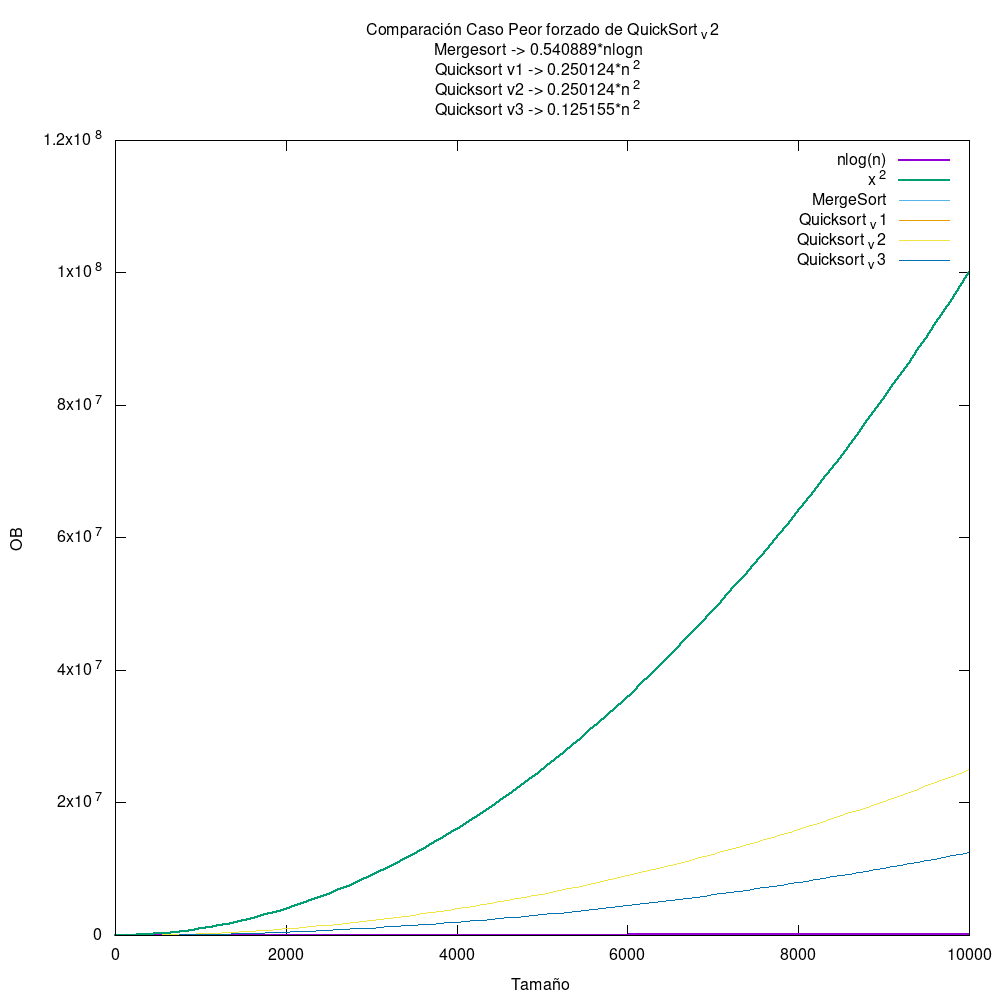 Comparación Caso Peor forzado de QuickSort v 2
Mergesort -> 0.540889*nlogn
Quicksort v1 -> 0.250124*n 2
Quicksort v2 -> 0.250124*n 2
Quicksort v3 -> 0.125155*n 2
1.2x10 8
1x10 8
8x10 7
6x10 7
4x10 7
2x10 7
0
nlog(n)
x 2
MergeSort
Quicksort v 1
Quicksort v 2
Quicksort v 3
OB
0 2000 4000 6000 8000 10000
Tamaño